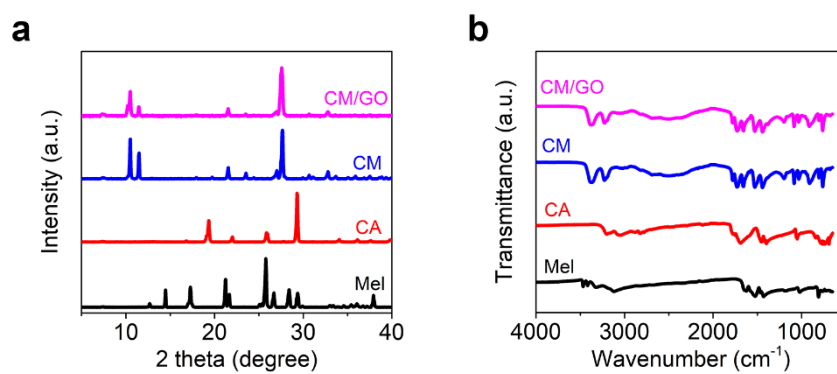 a
Intensity (a.u.)
CM/GO
CM
CA
Mel
10 20 30 40
2 theta (degree)
b
Transmittance (a.u.)
CM/GO
CM
CA
Mel
4000 3000 2000 1000
Wavenumber (cm⁻¹)